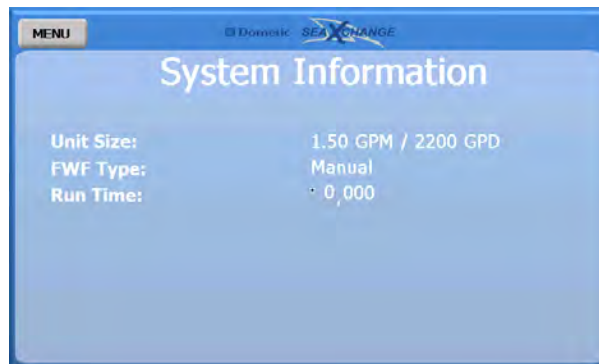 MENU
Dometic SEAXCHANGE
System Information
Unit Size: 1.50 GPM / 2200 GPD
FWF Type: Manual
Run Time: 0,000